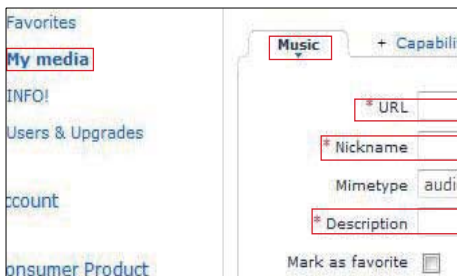 Favorites
My media
INFO!
Users & Upgrades
ccount
onsumer Product
Music + Capabili
* URL
* Nickname
Mimetype audi
* Description
Mark as favorite